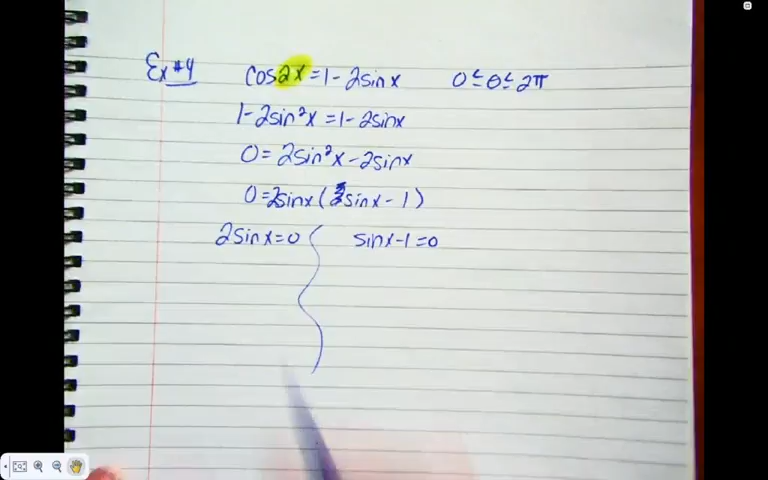 Ex #4 cos2x = 1 - 2sinx 0 ≤ θ ≤ 2π
1 - 2sin²x = 1 - 2sinx
0 = 2sin²x - 2sinx
0 = 2sinx ( sinx - 1 )
2sinx = 0 sinx - 1 = 0